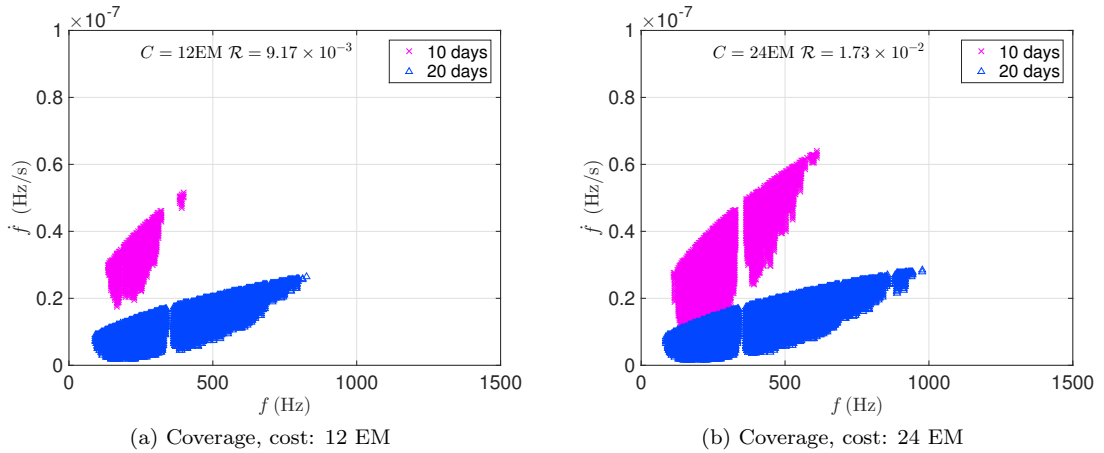 ×10⁻⁷
C = 12EM R = 9.17 × 10⁻³
10 days
20 days
1
0.8
0.6
0.4
0.2
0
ḟ (Hz/s)
0 500 1000 1500
f (Hz)
(a) Coverage, cost: 12 EM
×10⁻⁷
C = 24EM R = 1.73 × 10⁻²
10 days
20 days
1
0.8
0.6
0.4
0.2
0
ḟ (Hz/s)
0 500 1000 1500
f (Hz)
(b) Coverage, cost: 24 EM